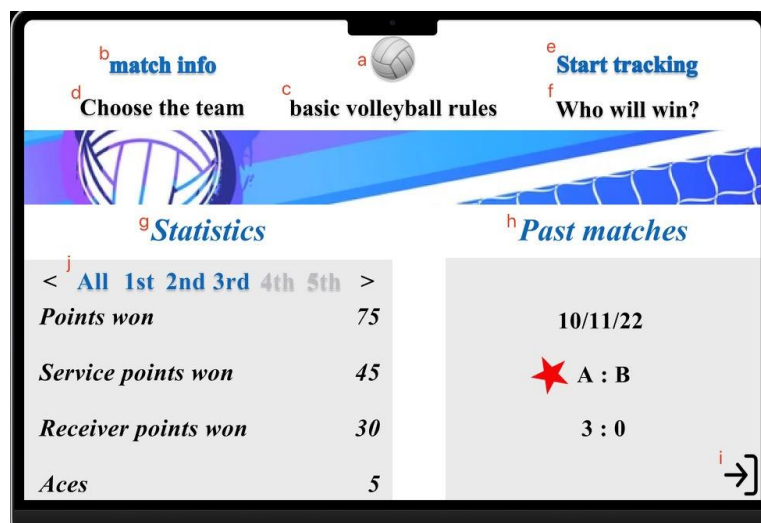 b match info
a
e Start tracking
d Choose the team
c basic volleyball rules
f Who will win?
g Statistics
h Past matches
j
< All 1st 2nd 3rd 4th 5th >
Points won 75
10/11/22
Service points won 45
A : B
Receiver points won 30
3 : 0
i
Aces 5